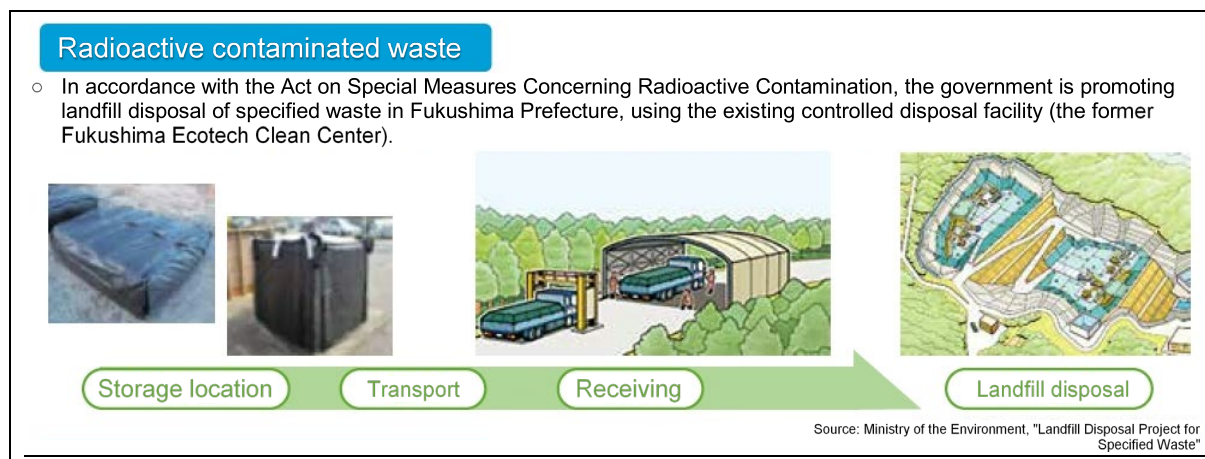 Radioactive contaminated waste
○ In accordance with the Act on Special Measures Concerning Radioactive Contamination, the government is promoting
landfill disposal of specified waste in Fukushima Prefecture, using the existing controlled disposal facility (the former
Fukushima Ecotech Clean Center).
Storage location
Transport
Receiving
Landfill disposal
Source: Ministry of the Environment, "Landfill Disposal Project for
Specified Waste"